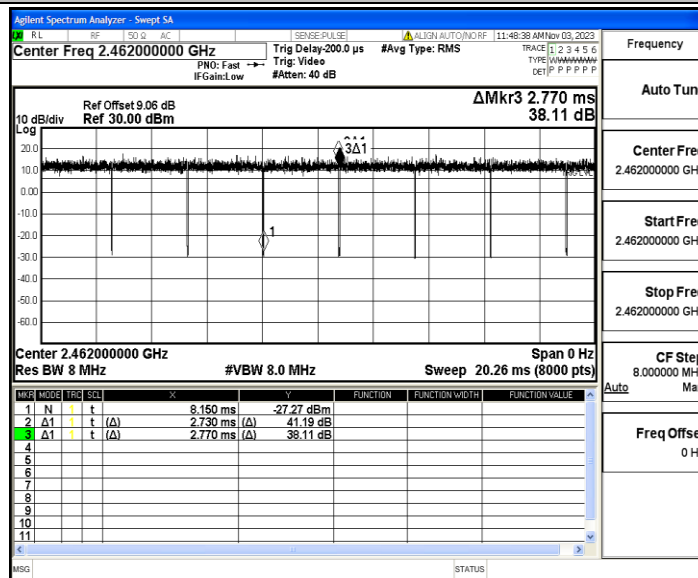 Agilent Spectrum Analyzer - Swept SA
RL RF 50 Ω AC SENSE:PULSE ALIGN AUTO/NO RF 11:48:38 AM Nov 03, 2023
Center Freq 2.462000000 GHz
PNO: Fast
IFGain:Low
Trig Delay-200.0 µs
Trig: Video
#Atten: 40 dB
#Avg Type: RMS
TRACE 1 2 3 4 5 6
TYPE
DET P P P P P P
ΔMkr3 2.770 ms
38.11 dB
Ref Offset 9.06 dB
10 dB/div Ref 30.00 dBm
Log
20.0
10.0
0.00
-10.0
-20.0
-30.0
-40.0
-50.0
-60.0
3Δ1
1
Center 2.462000000 GHz Span 0 Hz
Res BW 8 MHz #VBW 8.0 MHz Sweep 20.26 ms (8000 pts)
MKR MODE TRC SCL X Y FUNCTION FUNCTION WIDTH FUNCTION VALUE
1 N 1 t 8.150 ms -27.27 dBm
2 Δ1 1 t (Δ) 2.730 ms (Δ) 41.19 dB
3 Δ1 1 t (Δ) 2.770 ms (Δ) 38.11 dB
4
5
6
7
8
9
10
11
MSG STATUS
Frequency
Auto Tun
Center Fre
2.462000000 GH
Start Fre
2.462000000 GH
Stop Fre
2.462000000 GH
CF Step
8.000000 MH
Auto Ma
Freq Offse
0 H